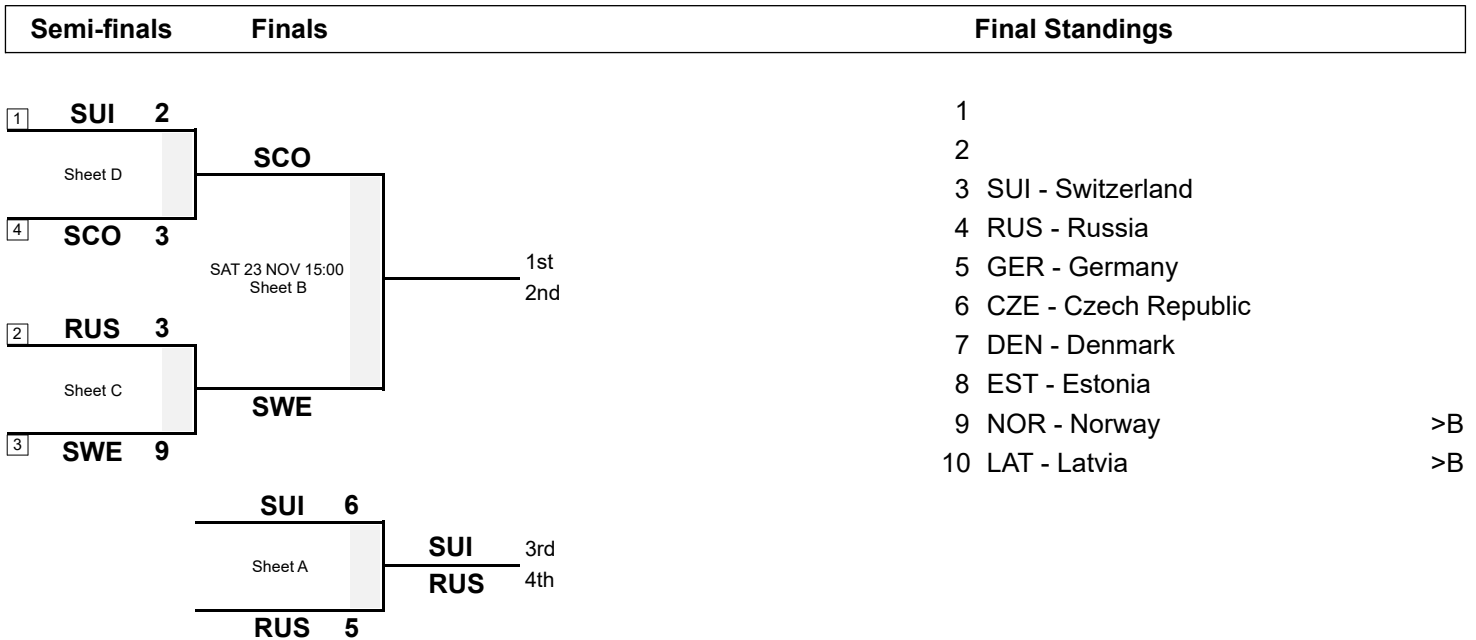 Semi-finals Finals Final Standings
1 SUI 2
Sheet D
4 SCO 3
SCO
SAT 23 NOV 15:00
Sheet B
1st
2nd
2 RUS 3
Sheet C
3 SWE 9
SWE
SUI 6
Sheet A
RUS 5
SUI 3rd
RUS 4th
1
2
3 SUI - Switzerland
4 RUS - Russia
5 GER - Germany
6 CZE - Czech Republic
7 DEN - Denmark
8 EST - Estonia
9 NOR - Norway >B
10 LAT - Latvia >B